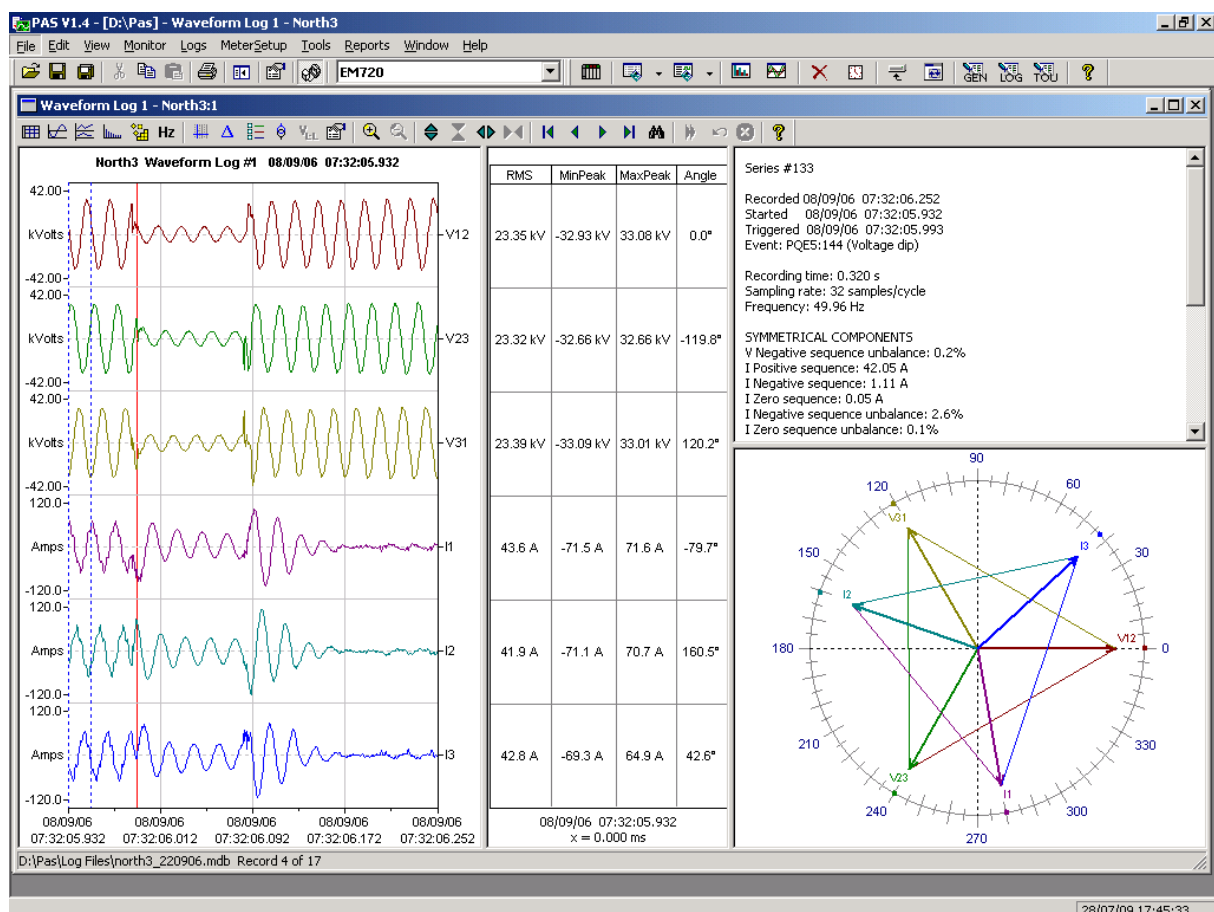 PAS V1.4 - [D:\Pas] - Waveform Log 1 - North3
File Edit View Monitor Logs MeterSetup Tools Reports Window Help
EM720
GEN LOG TOU
Waveform Log 1 - North3:1
Hz
North3 Waveform Log #1 08/09/06 07:32:05.932
42.00
kVolts
V12
-42.00
42.00
kVolts
V23
-42.00
42.00
kVolts
V31
-42.00
120.0
Amps
I1
-120.0
120.0
Amps
I2
-120.0
120.0
Amps
I3
-120.0
08/09/06 08/09/06 08/09/06 08/09/06 08/09/06
07:32:05.932 07:32:06.012 07:32:06.092 07:32:06.172 07:32:06.252
RMS MinPeak MaxPeak Angle
23.35 kV -32.93 kV 33.08 kV 0.0°
23.32 kV -32.66 kV 32.66 kV -119.8°
23.39 kV -33.09 kV 33.01 kV 120.2°
43.6 A -71.5 A 71.6 A -79.7°
41.9 A -71.1 A 70.7 A 160.5°
42.8 A -69.3 A 64.9 A 42.6°
08/09/06 07:32:05.932
x = 0.000 ms
Series #133
Recorded 08/09/06 07:32:06.252
Started 08/09/06 07:32:05.932
Triggered 08/09/06 07:32:05.993
Event: PQE5:144 (Voltage dip)
Recording time: 0.320 s
Sampling rate: 32 samples/cycle
Frequency: 49.96 Hz
SYMMETRICAL COMPONENTS
V Negative sequence unbalance: 0.2%
I Positive sequence: 42.05 A
I Negative sequence: 1.11 A
I Zero sequence: 0.05 A
I Negative sequence unbalance: 2.6%
I Zero sequence unbalance: 0.1%
90
120 60
V31
I3
150 30
I2
V12
180 0
210 330
V23
I1
240 300
270
D:\Pas\Log Files\north3_220906.mdb Record 4 of 17
28/07/09 17:45:33